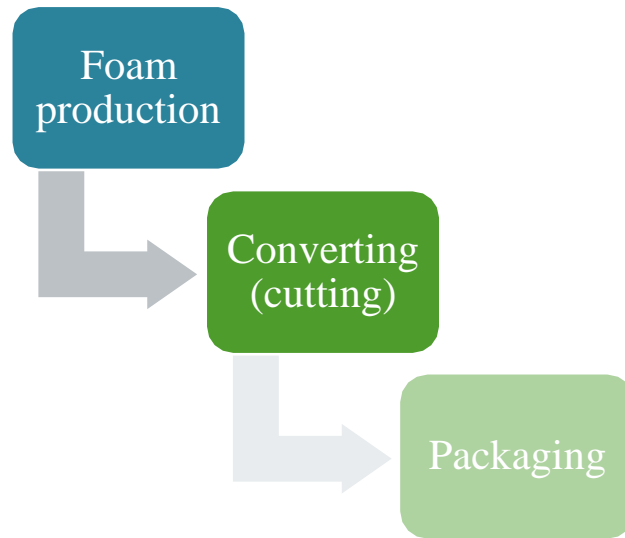 Foam
production
Converting
(cutting)
Packaging